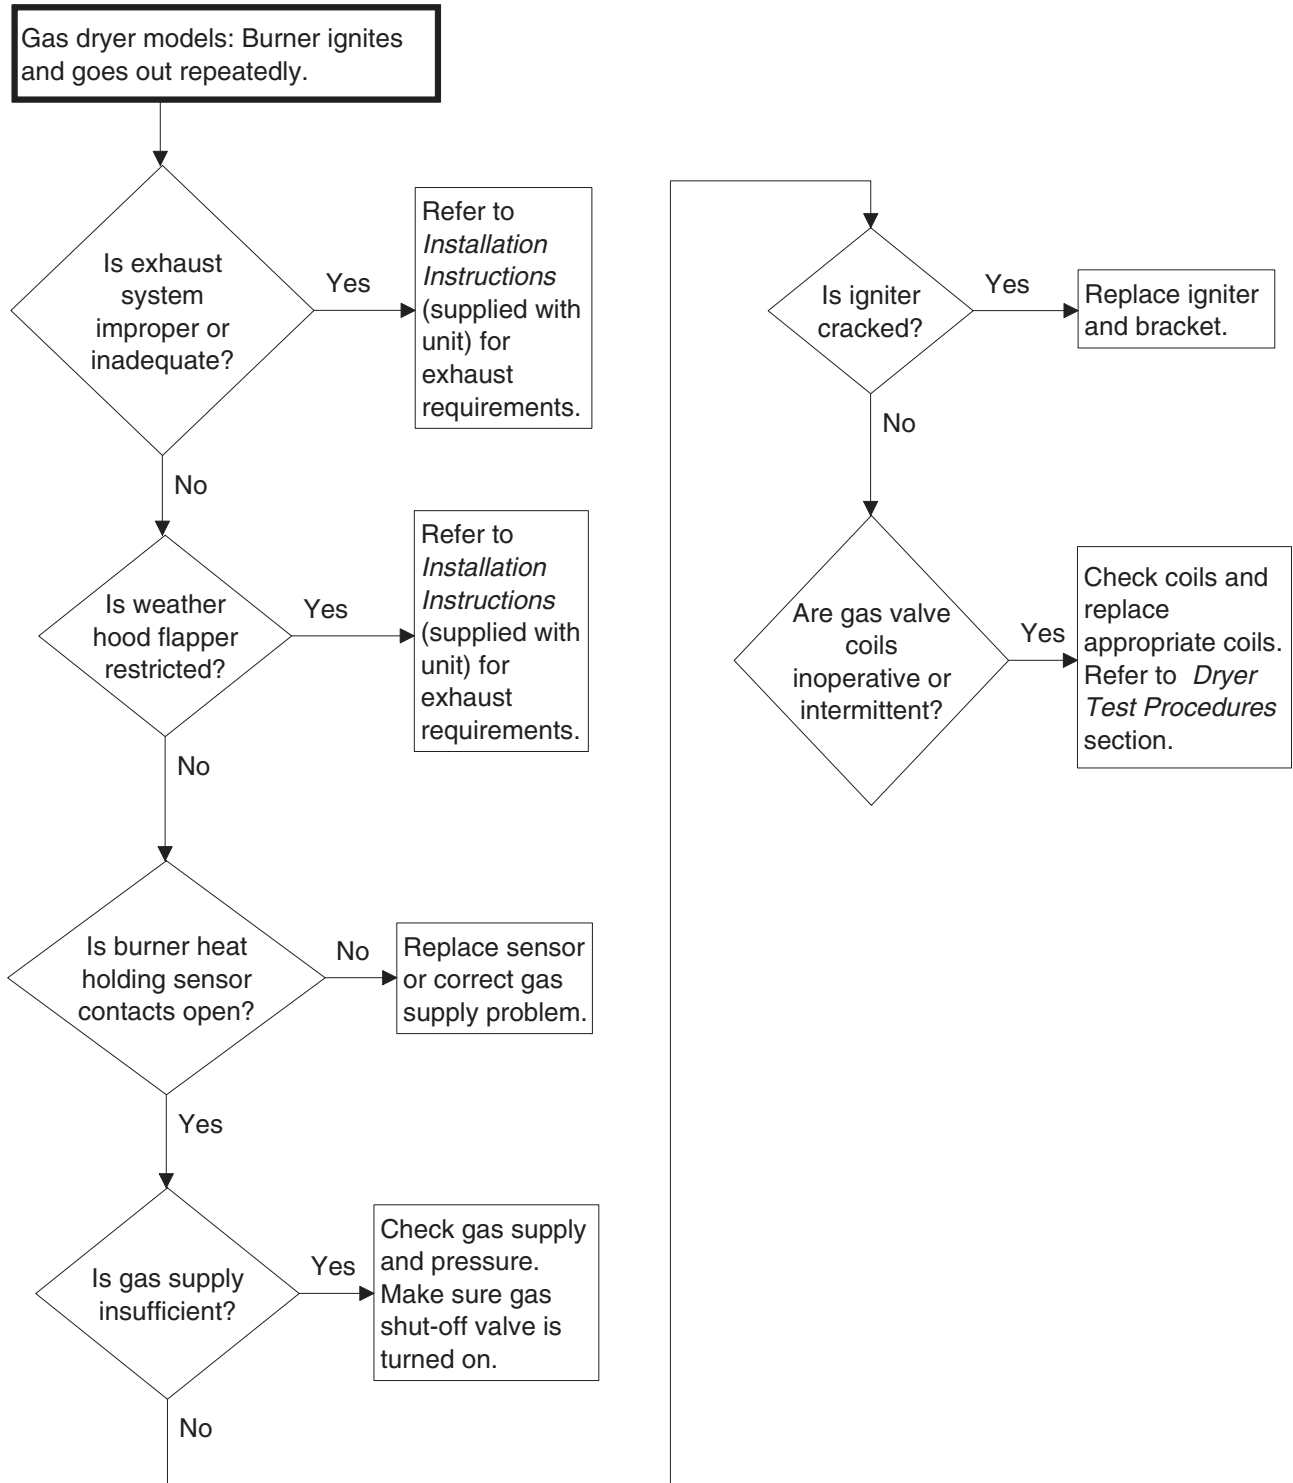 Gas dryer models: Burner ignites
and goes out repeatedly.
Is exhaust
system
improper or
inadequate?
Yes
Refer to
Installation
Instructions
(supplied with
unit) for
exhaust
requirements.
No
Is weather
hood flapper
restricted?
Yes
Refer to
Installation
Instructions
(supplied with
unit) for
exhaust
requirements.
No
Is burner heat
holding sensor
contacts open?
No
Replace sensor
or correct gas
supply problem.
Yes
Is gas supply
insufficient?
Yes
Check gas supply
and pressure.
Make sure gas
shut-off valve is
turned on.
No
Is igniter
cracked?
Yes
Replace igniter
and bracket.
No
Are gas valve
coils
inoperative or
intermittent?
Yes
Check coils and
replace
appropriate coils.
Refer to Dryer
Test Procedures
section.